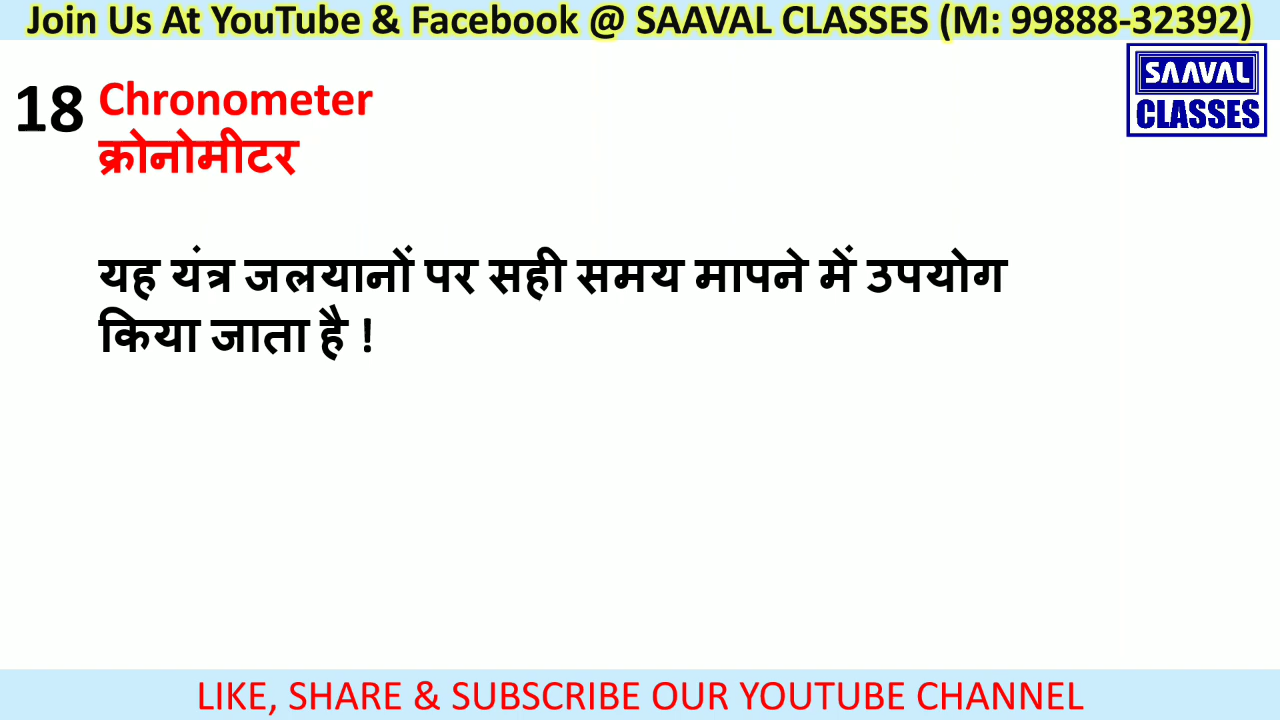 Join Us At YouTube & Facebook @ SAAVAL CLASSES (M: 99888-32392)
SAAVAL
CLASSES
18 Chronometer
क्रोनोमीटर
यह यंत्र जलयानों पर सही समय मापने में उपयोग
किया जाता है !
LIKE, SHARE & SUBSCRIBE OUR YOUTUBE CHANNEL